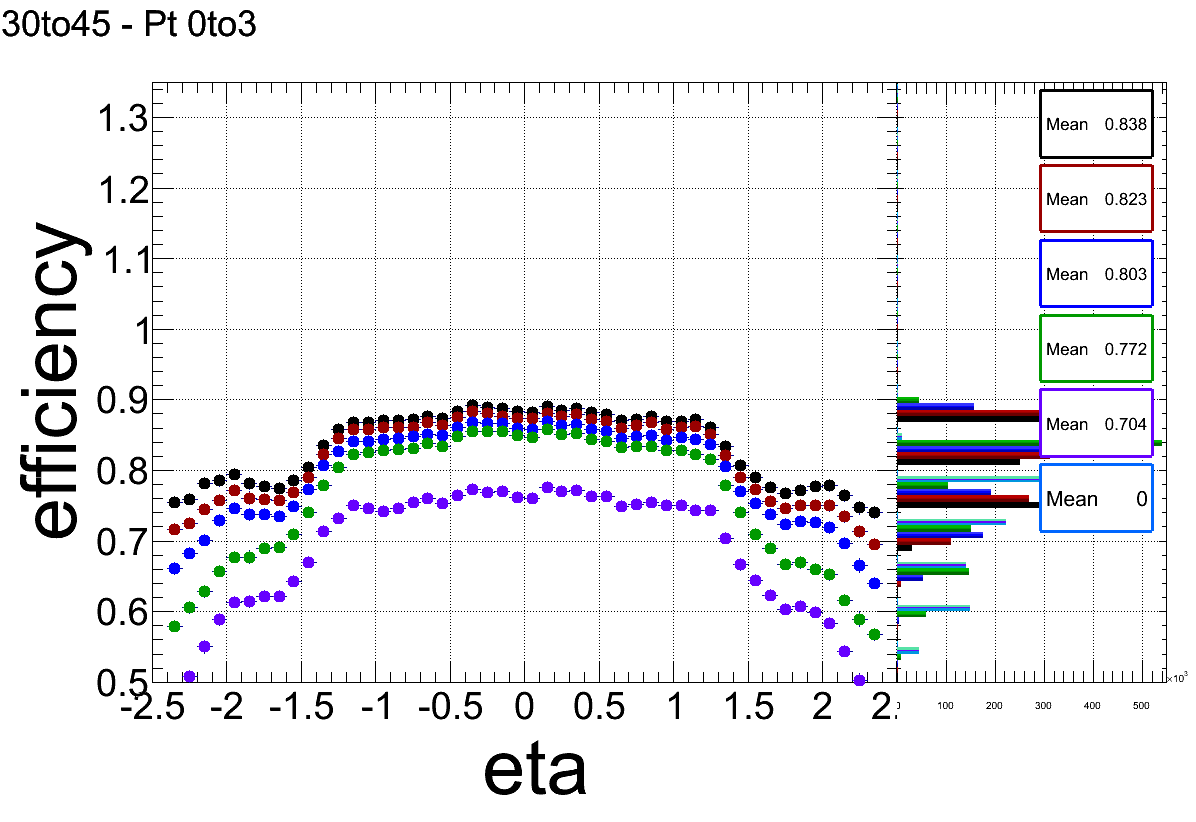 30to45 - Pt 0to3
efficiency
1.3
1.2
1.1
1
0.9
0.8
0.7
0.6
0.5
-2.5 -2 -1.5 -1 -0.5 0 0.5 1 1.5 2 2.
eta
Mean 0.838
Mean 0.823
Mean 0.803
Mean 0.772
Mean 0.704
Mean 0
100 200 300 400 500
×10³